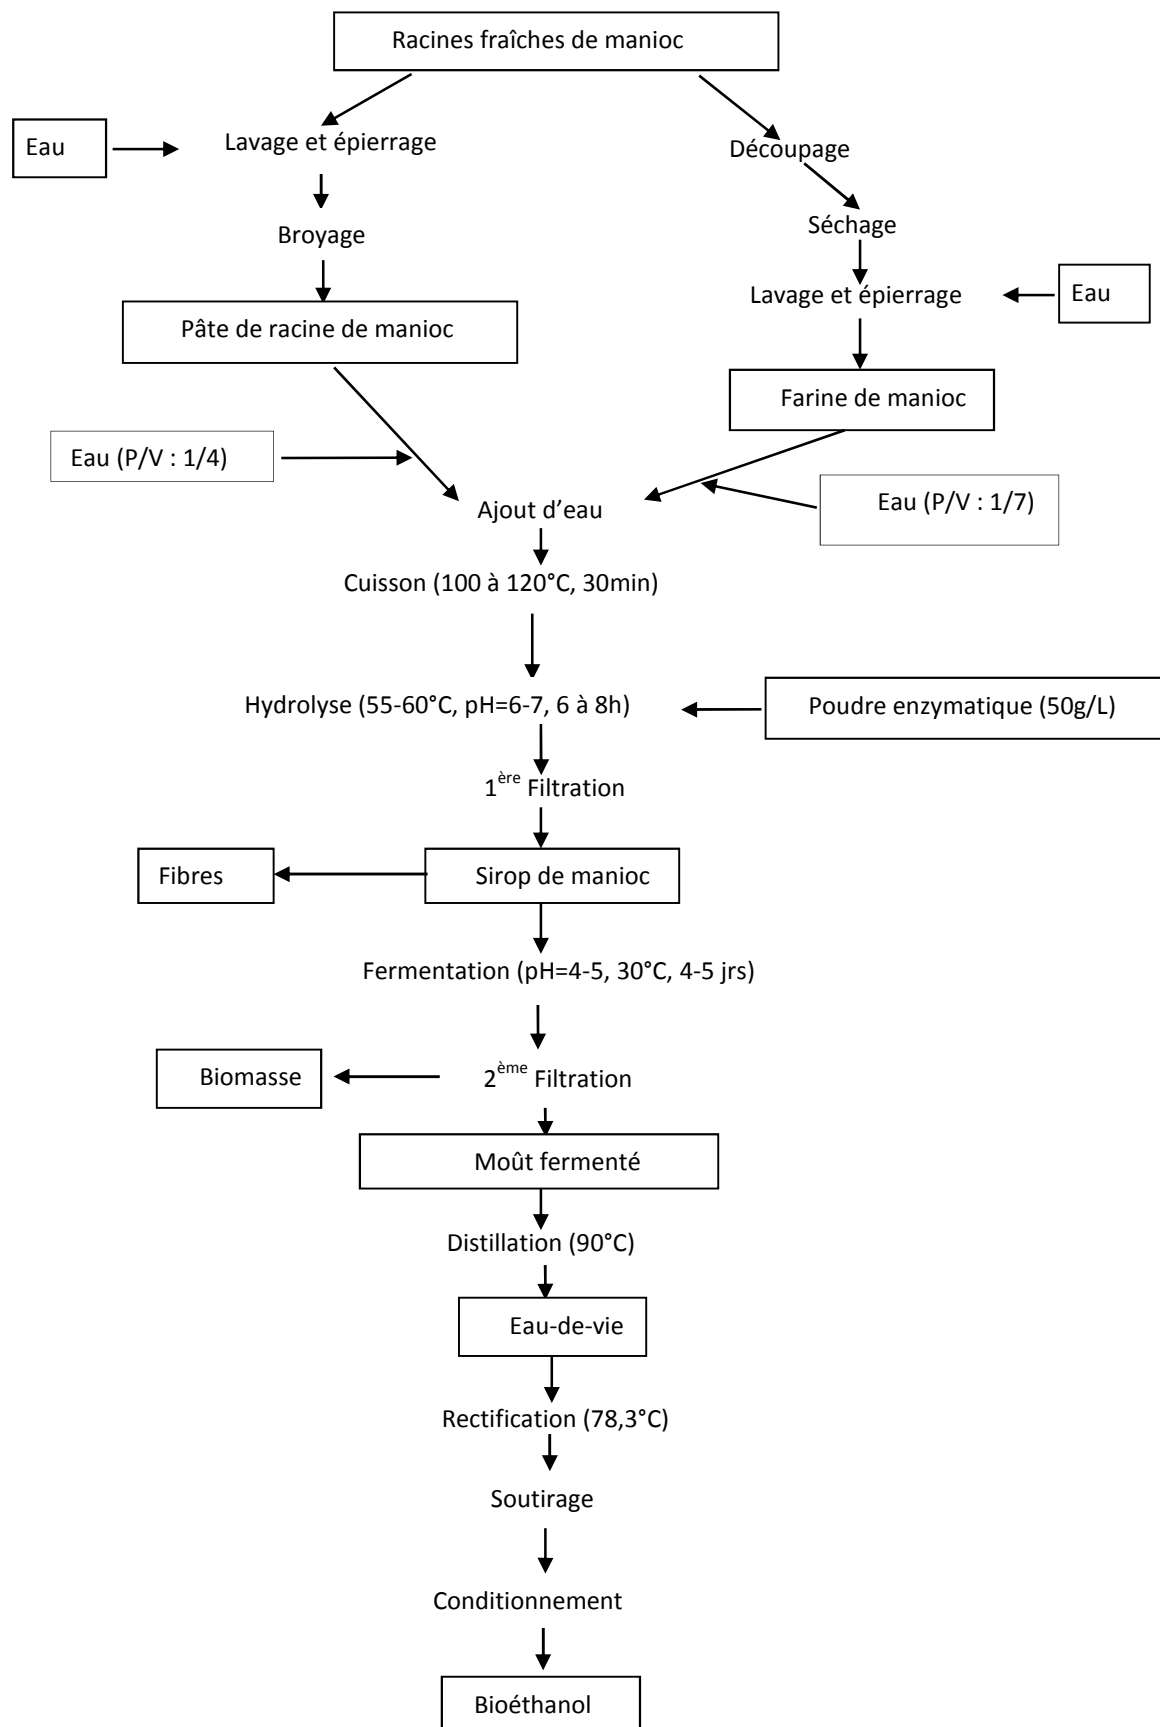 Racines fraîches de manioc
Eau
Lavage et épierrage
Découpage
Broyage
Séchage
Lavage et épierrage
Eau
Pâte de racine de manioc
Farine de manioc
Eau (P/V : 1/4)
Eau (P/V : 1/7)
Ajout d’eau
Cuisson (100 à 120°C, 30min)
Hydrolyse (55-60°C, pH=6-7, 6 à 8h)
Poudre enzymatique (50g/L)
1ère Filtration
Fibres
Sirop de manioc
Fermentation (pH=4-5, 30°C, 4-5 jrs)
Biomasse
2ème Filtration
Moût fermenté
Distillation (90°C)
Eau-de-vie
Rectification (78,3°C)
Soutirage
Conditionnement
Bioéthanol